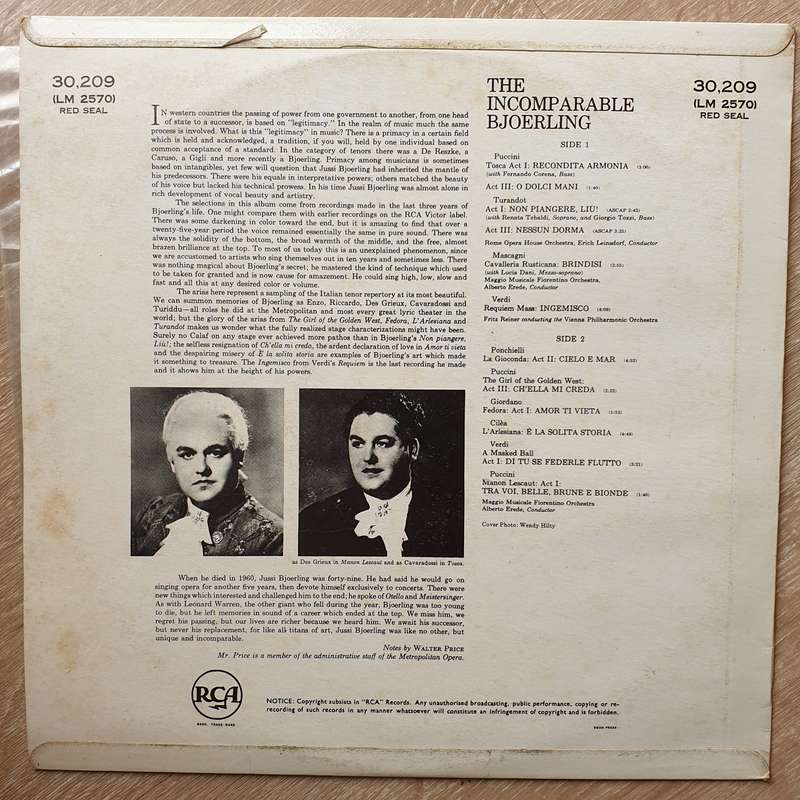 30,209
(LM 2570)
RED SEAL
IN western countries the passing of power from one government to another, from one head
of state to a successor, is based on "legitimacy." In the realm of music much the same
process is involved. What is this "legitimacy" in music? There is a primacy in a certain field
which is held and acknowledged, a tradition, if you will, held by one individual based on
common acceptance of a standard. In the category of tenors there was a De Reszke, a
Caruso, a Gigli and more recently a Bjoerling. Primacy among musicians is sometimes
based on intangibles, yet few will question that Jussi Bjoerling had inherited the mantle of
his predecessors. There were his equals in interpretative powers; others matched the beauty
of his voice but lacked his technical prowess. In his time Jussi Bjoerling was almost alone in
rich development of vocal beauty and artistry.
The selections in this album come from recordings made in the last three years of
Bjoerling's life. One might compare them with earlier recordings on the RCA Victor label.
There was some darkening in color toward the end, but it is amazing to find that over a
twenty-five-year period the voice remained essentially the same in pure sound. There was
always the solidity of the bottom, the broad warmth of the middle, and the free, almost
brazen brilliance at the top. To most of us today this is an unexplained phenomenon, since
we are accustomed to artists who sing themselves out in ten years and sometimes less. There
was nothing magical about Bjoerling's secret; he mastered the kind of technique which used
to be taken for granted and is now cause for amazement. He could sing high, low, slow and
fast and all this at any desired color or volume.
The arias here represent a sampling of the Italian tenor repertory at its most beautiful.
We can summon memories of Bjoerling as Enzo, Riccardo, Des Grieux, Cavaradossi and
Turiddu—all roles he did at the Metropolitan and most every great lyric theater in the
world; but the glory of the arias from The Girl of the Golden West, Fedora, L'Arlesiana and
Turandot makes us wonder what the fully realized stage characterizations might have been.
Surely no Calaf on any stage ever achieved more pathos than in Bjoerling's Non piangere,
Liù!; the selfless resignation of Ch'ella mi creda, the ardent declaration of love in Amor ti vieta
and the despairing misery of È la solita storia are examples of Bjoerling's art which made
it something to treasure. The Ingemisco from Verdi's Requiem is the last recording he made
and it shows him at the height of his powers.
as Des Grieux in Manon Lescaut and as Cavaradossi in Tosca.
When he died in 1960, Jussi Bjoerling was forty-nine. He had said he would go on
singing opera for another five years, then devote himself exclusively to concerts. There were
new things which interested and challenged him to the end; he spoke of Otello and Meistersinger.
As with Leonard Warren, the other giant who fell during the year, Bjoerling was too young
to die, but he left memories in sound of a career which ended at the top. We miss him, we
regret his passing, but our lives are richer because we heard him. We await his successor,
but never his replacement, for like all titans of art, Jussi Bjoerling was like no other, but
unique and incomparable.
Notes by WALTER PRICE
Mr. Price is a member of the administrative staff of the Metropolitan Opera.
THE
INCOMPARABLE
BJOERLING
30,209
(LM 2570)
RED SEAL
SIDE 1
Puccini
Tosca Act I: RECONDITA ARMONIA (3:06)
(with Fernando Corena, Bass)
Act III: O DOLCI MANI (1:40)
Turandot
Act I: NON PIANGERE, LIU! (ASCAP 2:42)
(with Renata Tebaldi, Soprano, and Giorgio Tozzi, Bass)
Act III: NESSUN DORMA (ASCAP 3:25)
Rome Opera House Orchestra, Erich Leinsdorf, Conductor
Mascagni
Cavalleria Rusticana: BRINDISI
(with Lucia Dani, Mezzo-soprano)
Maggio Musicale Fiorentino Orchestra,
Alberto Erede, Conductor
Verdi
Requiem Mass: INGEMISCO
Fritz Reiner conducting the Vienna Philharmonic Orchestra
SIDE 2
Ponchielli
La Gioconda: Act II: CIELO E MAR
Puccini
The Girl of the Golden West:
Act III: CH'ELLA MI CREDA
Giordano
Fedora: Act I: AMOR TI VIETA
Cilèa
L'Arlesiana: È LA SOLITA STORIA
Verdi
A Masked Ball
Act I: DI TU SE FEDERLE FLUTTO
Puccini
Manon Lescaut: Act I:
TRA VOI, BELLE, BRUNE E BIONDE
Maggio Musicale Fiorentino Orchestra
Alberto Erede, Conductor
Cover Photo: Wendy Hilty
RCA
REGD. TRADE MARK
NOTICE: Copyright subsists in "RCA" Records. Any unauthorised broadcasting, public performance, copying or re-
recording of such records in any manner whatsoever will constitute an infringement of copyright and is forbidden.